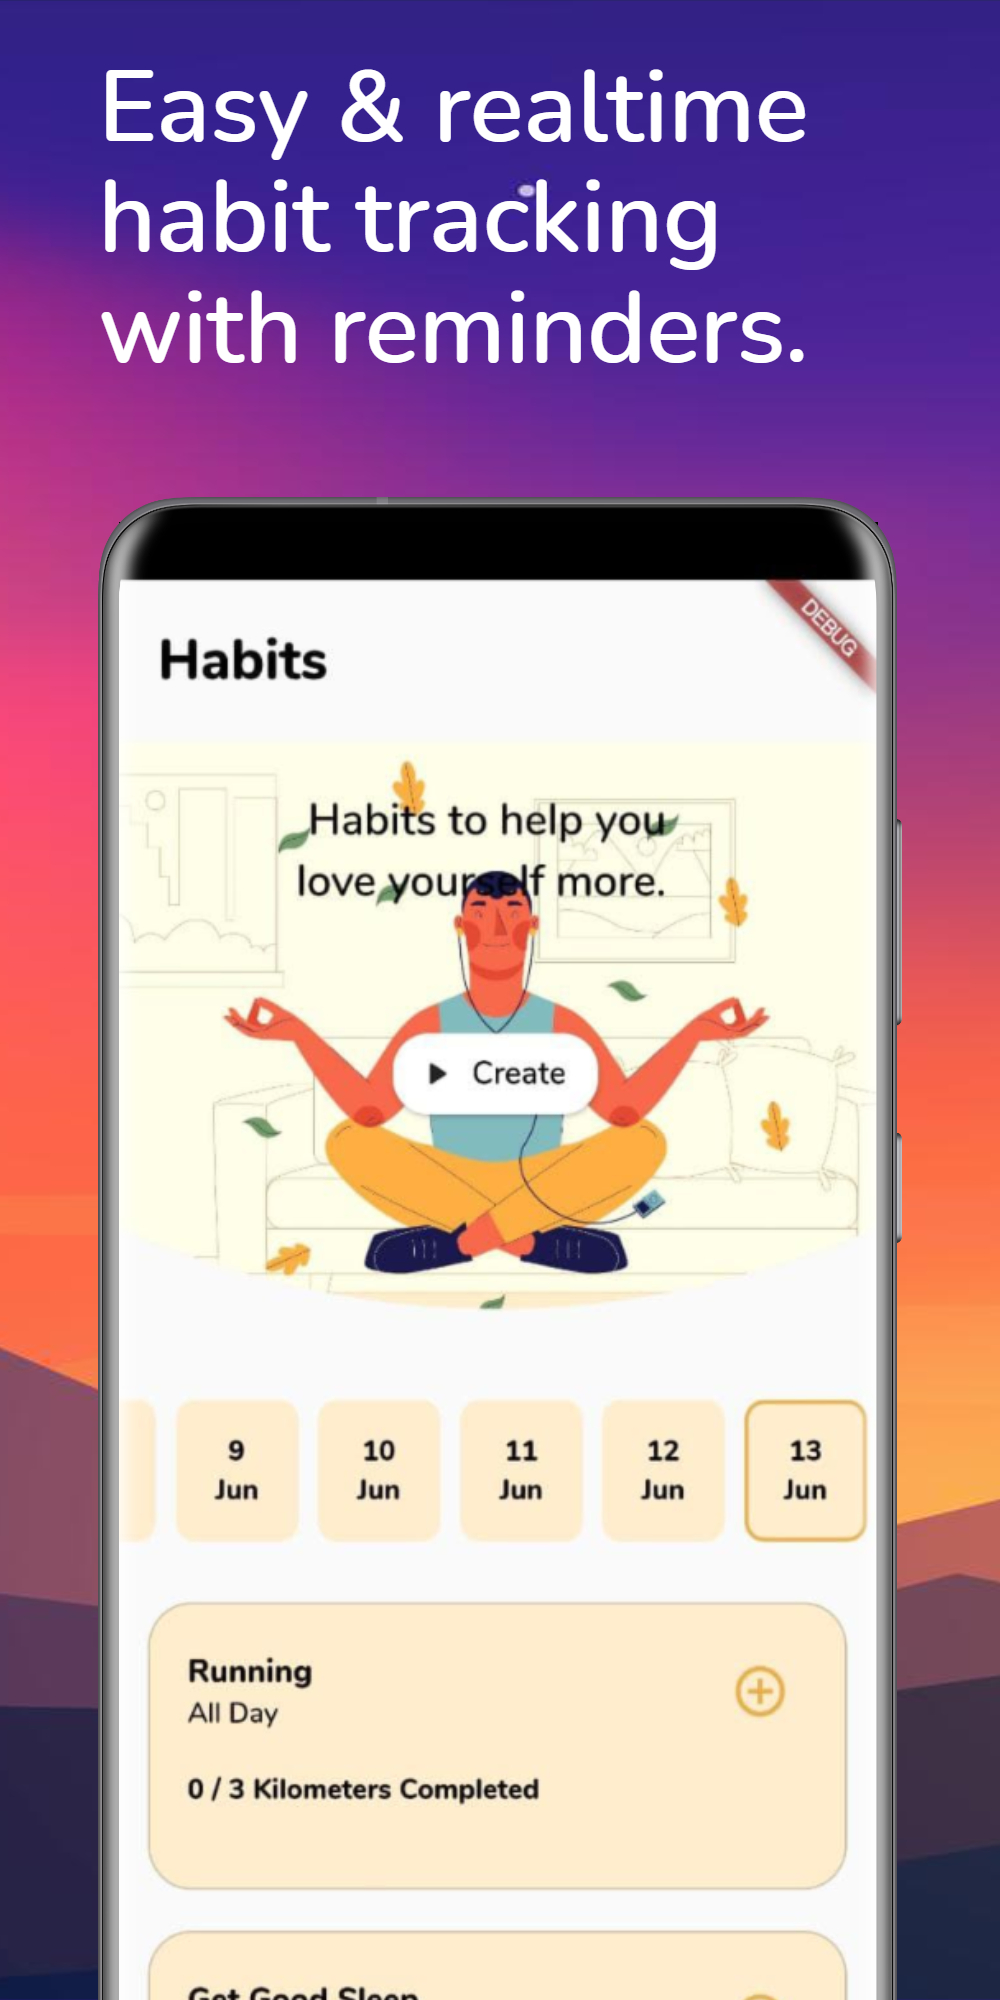 Easy & realtime
habit tracking
with reminders.
DEBUG
Habits
Habits to help you
love yourself more.
Create
9
Jun
10
Jun
11
Jun
12
Jun
13
Jun
Running
All Day
0 / 3 Kilometers Completed
Get Good Sleep